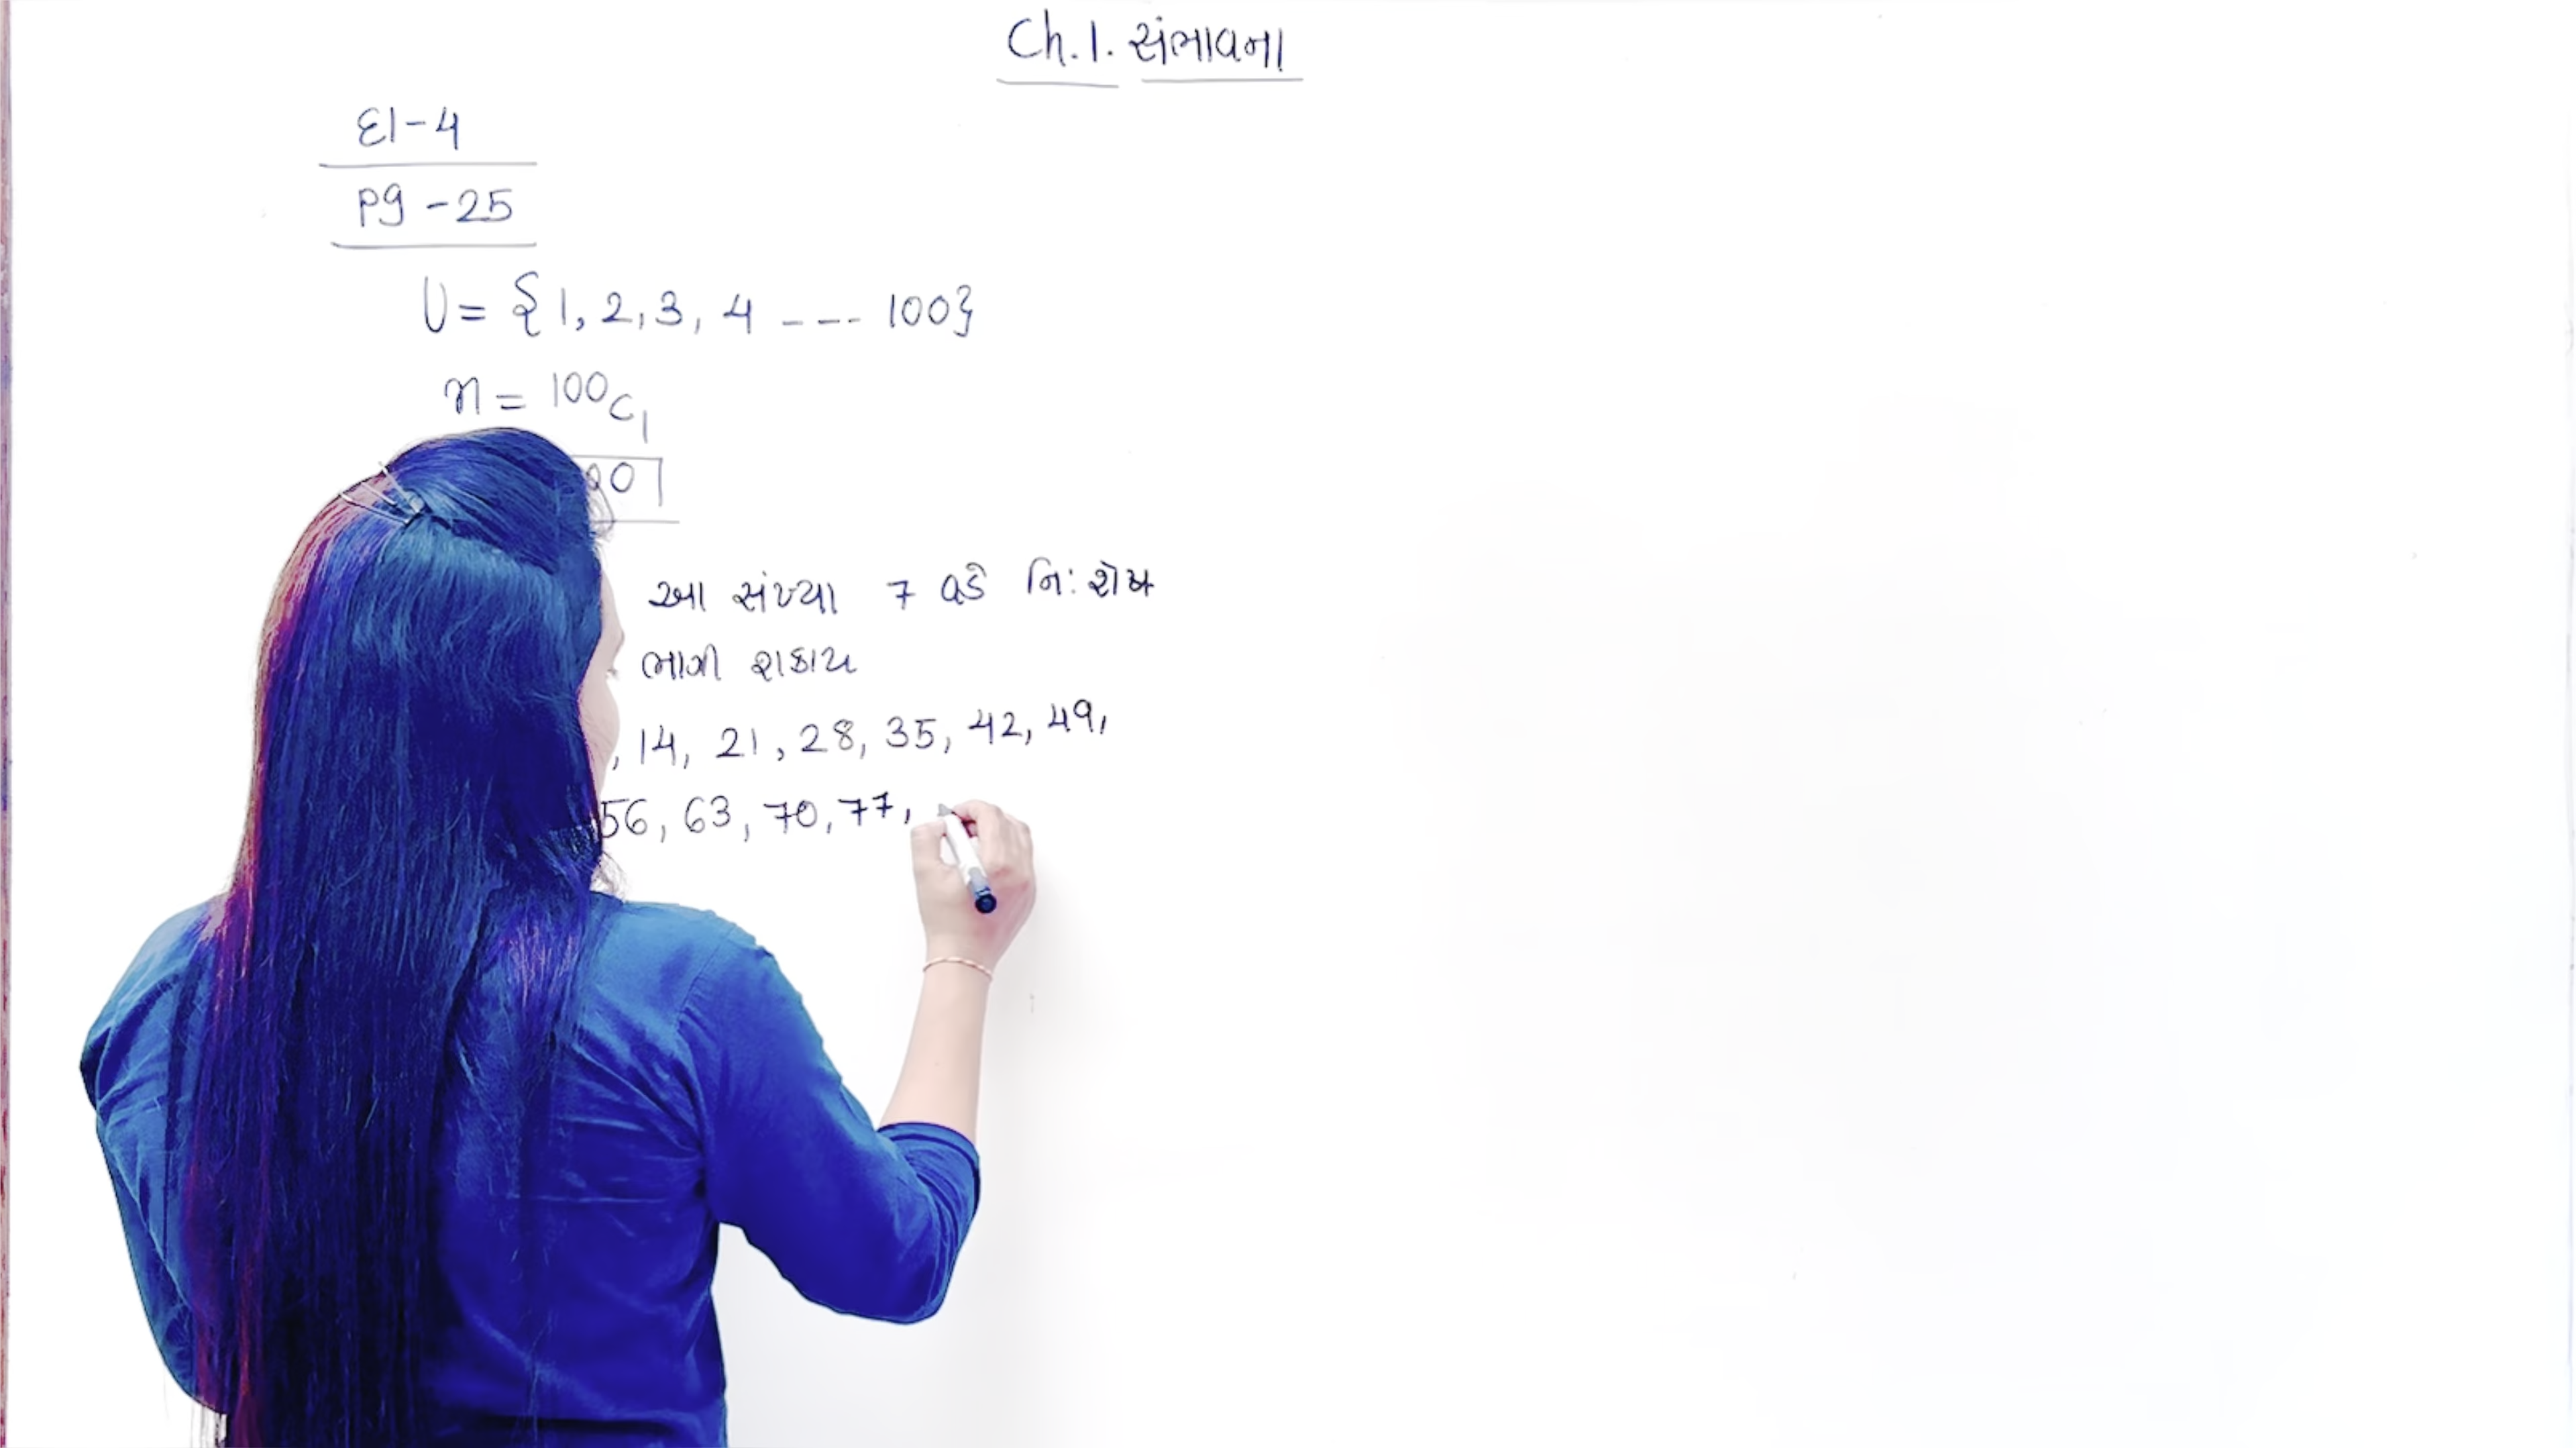 Ch.1. સંભાવના
દા-4
Pg-25
U = {1, 2, 3, 4 --- 100}
n = ¹⁰⁰C₁
00
આ સંખ્યા 7 વડે નિ:શેષ
ભાગી શકાય
, 14, 21, 28, 35, 42, 49,
56, 63, 70, 77,